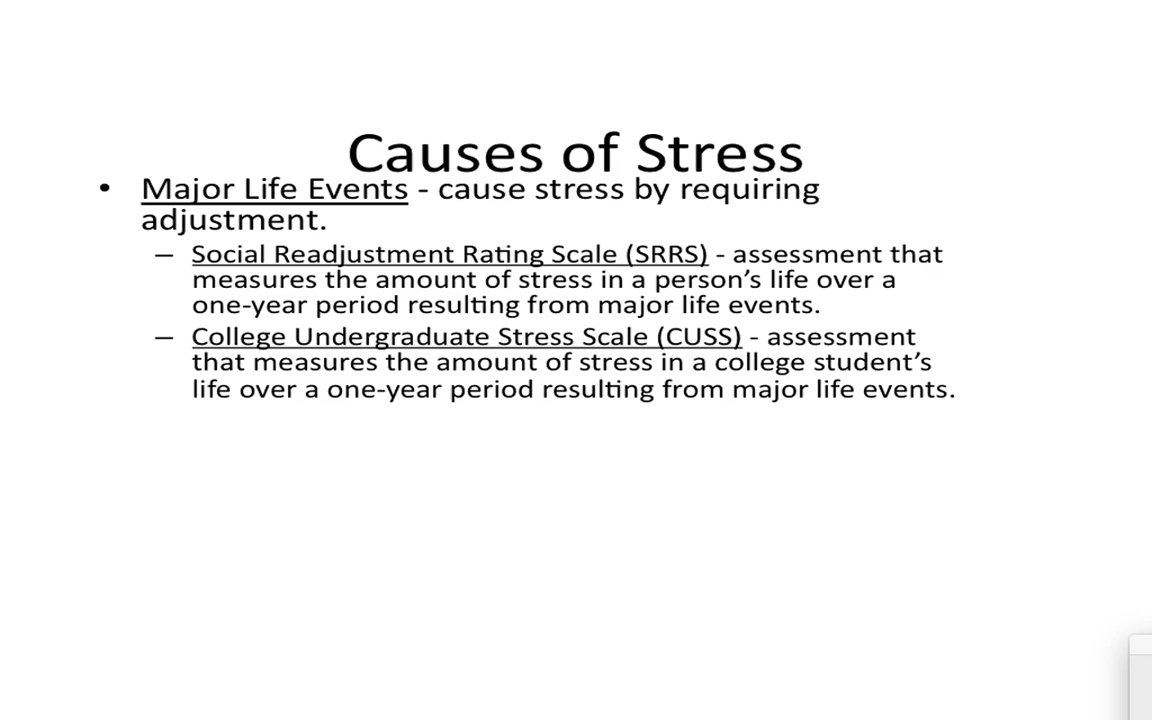 Causes of Stress
• Major Life Events - cause stress by requiring
adjustment.
– Social Readjustment Rating Scale (SRRS) - assessment that
measures the amount of stress in a person’s life over a
one-year period resulting from major life events.
– College Undergraduate Stress Scale (CUSS) - assessment
that measures the amount of stress in a college student’s
life over a one-year period resulting from major life events.